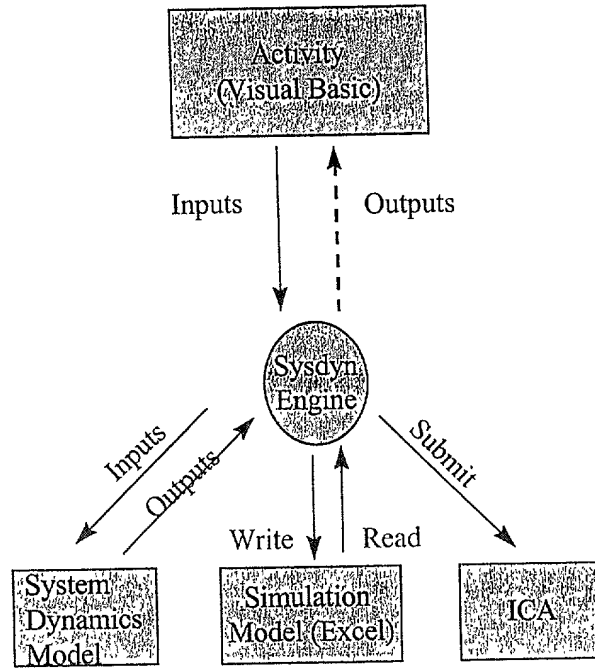 Activity
(Visual Basic)
Inputs
Outputs
Sysdyn.
Engine
Inputs
Outputs
Submit
Write
Read
System
Dynamics
Model
Simulation
Model (Excel)
ICA